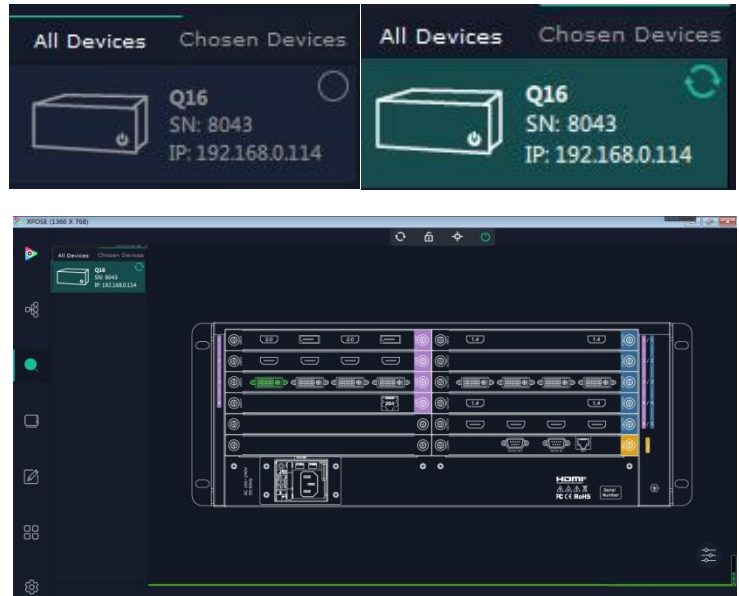 All Devices Chosen Devices
Q16
SN: 8043
IP: 192.168.0.114
All Devices Chosen Devices
Q16
SN: 8043
IP: 192.168.0.114
XPOSE (1366 X 768)
All Devices Chosen Devices
Q16
SN: 8043
IP: 192.168.0.114
2.0 2.0 1.4 1.4
1.4 1.4
HDMI
FC CE RoHS
Serial
Number